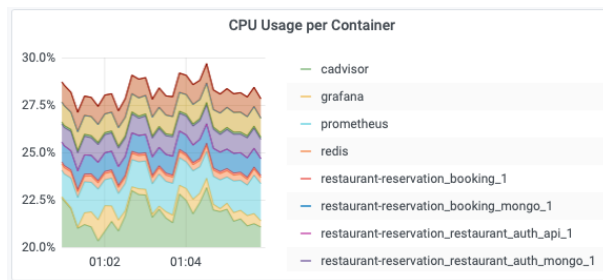 CPU Usage per Container
30.0%
27.5%
25.0%
22.5%
20.0%
01:02
01:04
cadvisor
grafana
prometheus
redis
restaurant-reservation_booking_1
restaurant-reservation_booking_mongo_1
restaurant-reservation_restaurant_auth_api_1
restaurant-reservation_restaurant_auth_mongo_1